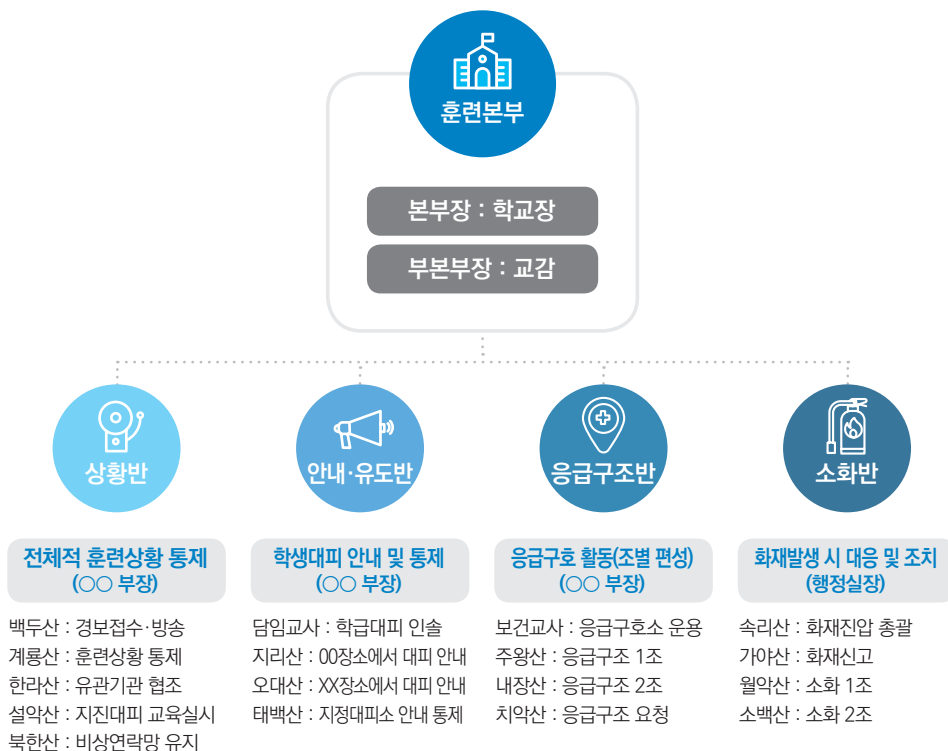 훈련본부
본부장 : 학교장
부본부장 : 교감
상황반
전체적 훈련상황 통제
(○○ 부장)
백두산 : 경보접수·방송
계룡산 : 훈련상황 통제
한라산 : 유관기관 협조
설악산 : 지진대피 교육실시
북한산 : 비상연락망 유지
안내·유도반
학생대피 안내 및 통제
(○○ 부장)
담임교사 : 학급대피 인솔
지리산 : 00장소에서 대피 안내
오대산 : XX장소에서 대피 안내
태백산 : 지정대피소 안내 통제
응급구조반
응급구호 활동(조별 편성)
(○○ 부장)
보건교사 : 응급구호소 운용
주왕산 : 응급구조 1조
내장산 : 응급구조 2조
치악산 : 응급구조 요청
소화반
화재발생 시 대응 및 조치
(행정실장)
속리산 : 화재진압 총괄
가야산 : 화재신고
월악산 : 소화 1조
소백산 : 소화 2조